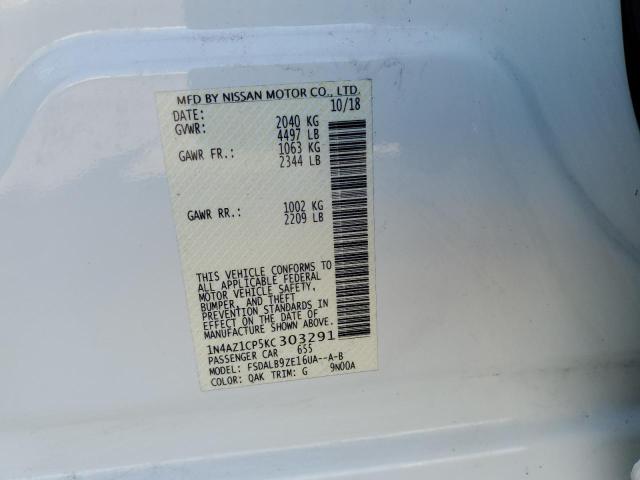 MFD BY NISSAN MOTOR CO., LTD.
DATE: 10/18
GVWR: 2040 KG
4497 LB
GAWR FR.: 1063 KG
2344 LB
GAWR RR.: 1002 KG
2209 LB
THIS VEHICLE CONFORMS TO
ALL APPLICABLE FEDERAL
MOTOR VEHICLE SAFETY,
BUMPER, AND THEFT
PREVENTION STANDARDS IN
EFFECT ON THE DATE OF
MANUFACTURE SHOWN ABOVE.
1N4AZ1CP5KC 303291
PASSENGER CAR 655
MODEL: FSDALB9ZE16UA--A-B
COLOR: QAK TRIM: G 9N00A